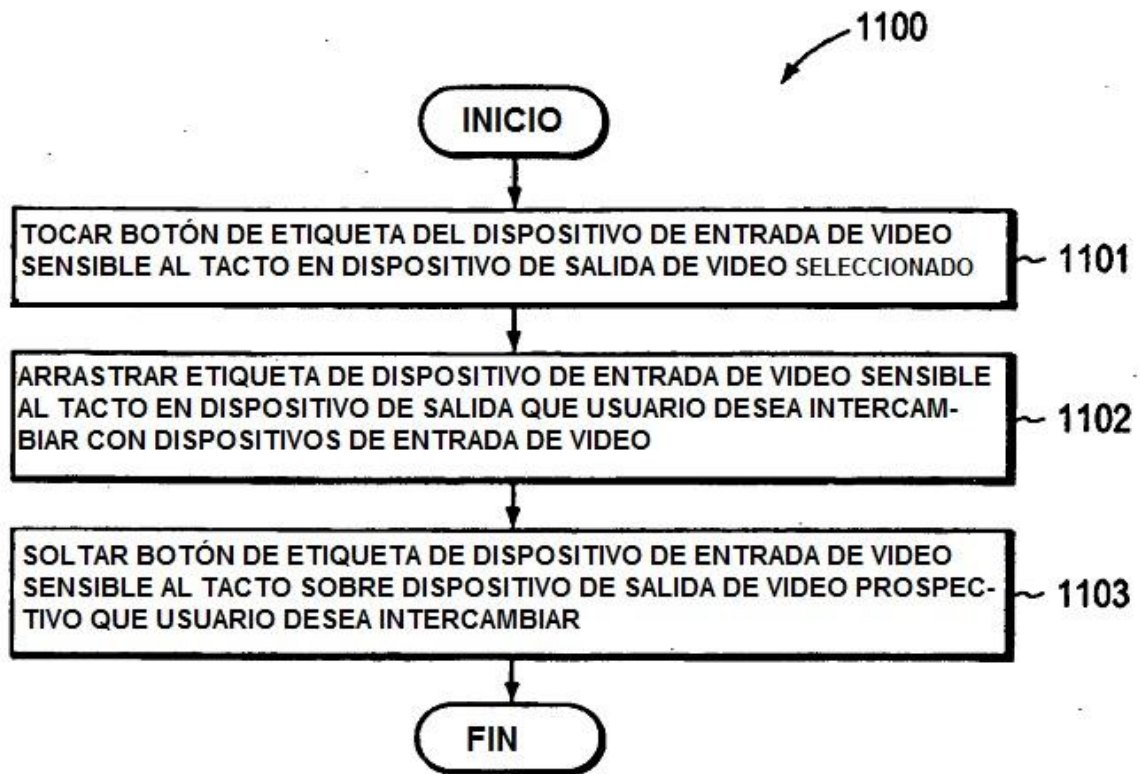 1100
INICIO
TOCAR BOTÓN DE ETIQUETA DEL DISPOSITIVO DE ENTRADA DE VIDEO
SENSIBLE AL TACTO EN DISPOSITIVO DE SALIDA DE VIDEO SELECCIONADO
1101
ARRASTRAR ETIQUETA DE DISPOSITIVO DE ENTRADA DE VIDEO SENSIBLE
AL TACTO EN DISPOSITIVO DE SALIDA QUE USUARIO DESEA INTERCAM-
BIAR CON DISPOSITIVOS DE ENTRADA DE VIDEO
1102
SOLTAR BOTÓN DE ETIQUETA DE DISPOSITIVO DE ENTRADA DE VIDEO
SENSIBLE AL TACTO SOBRE DISPOSITIVO DE SALIDA DE VIDEO PROSPEC-
TIVO QUE USUARIO DESEA INTERCAMBIAR
1103
FIN